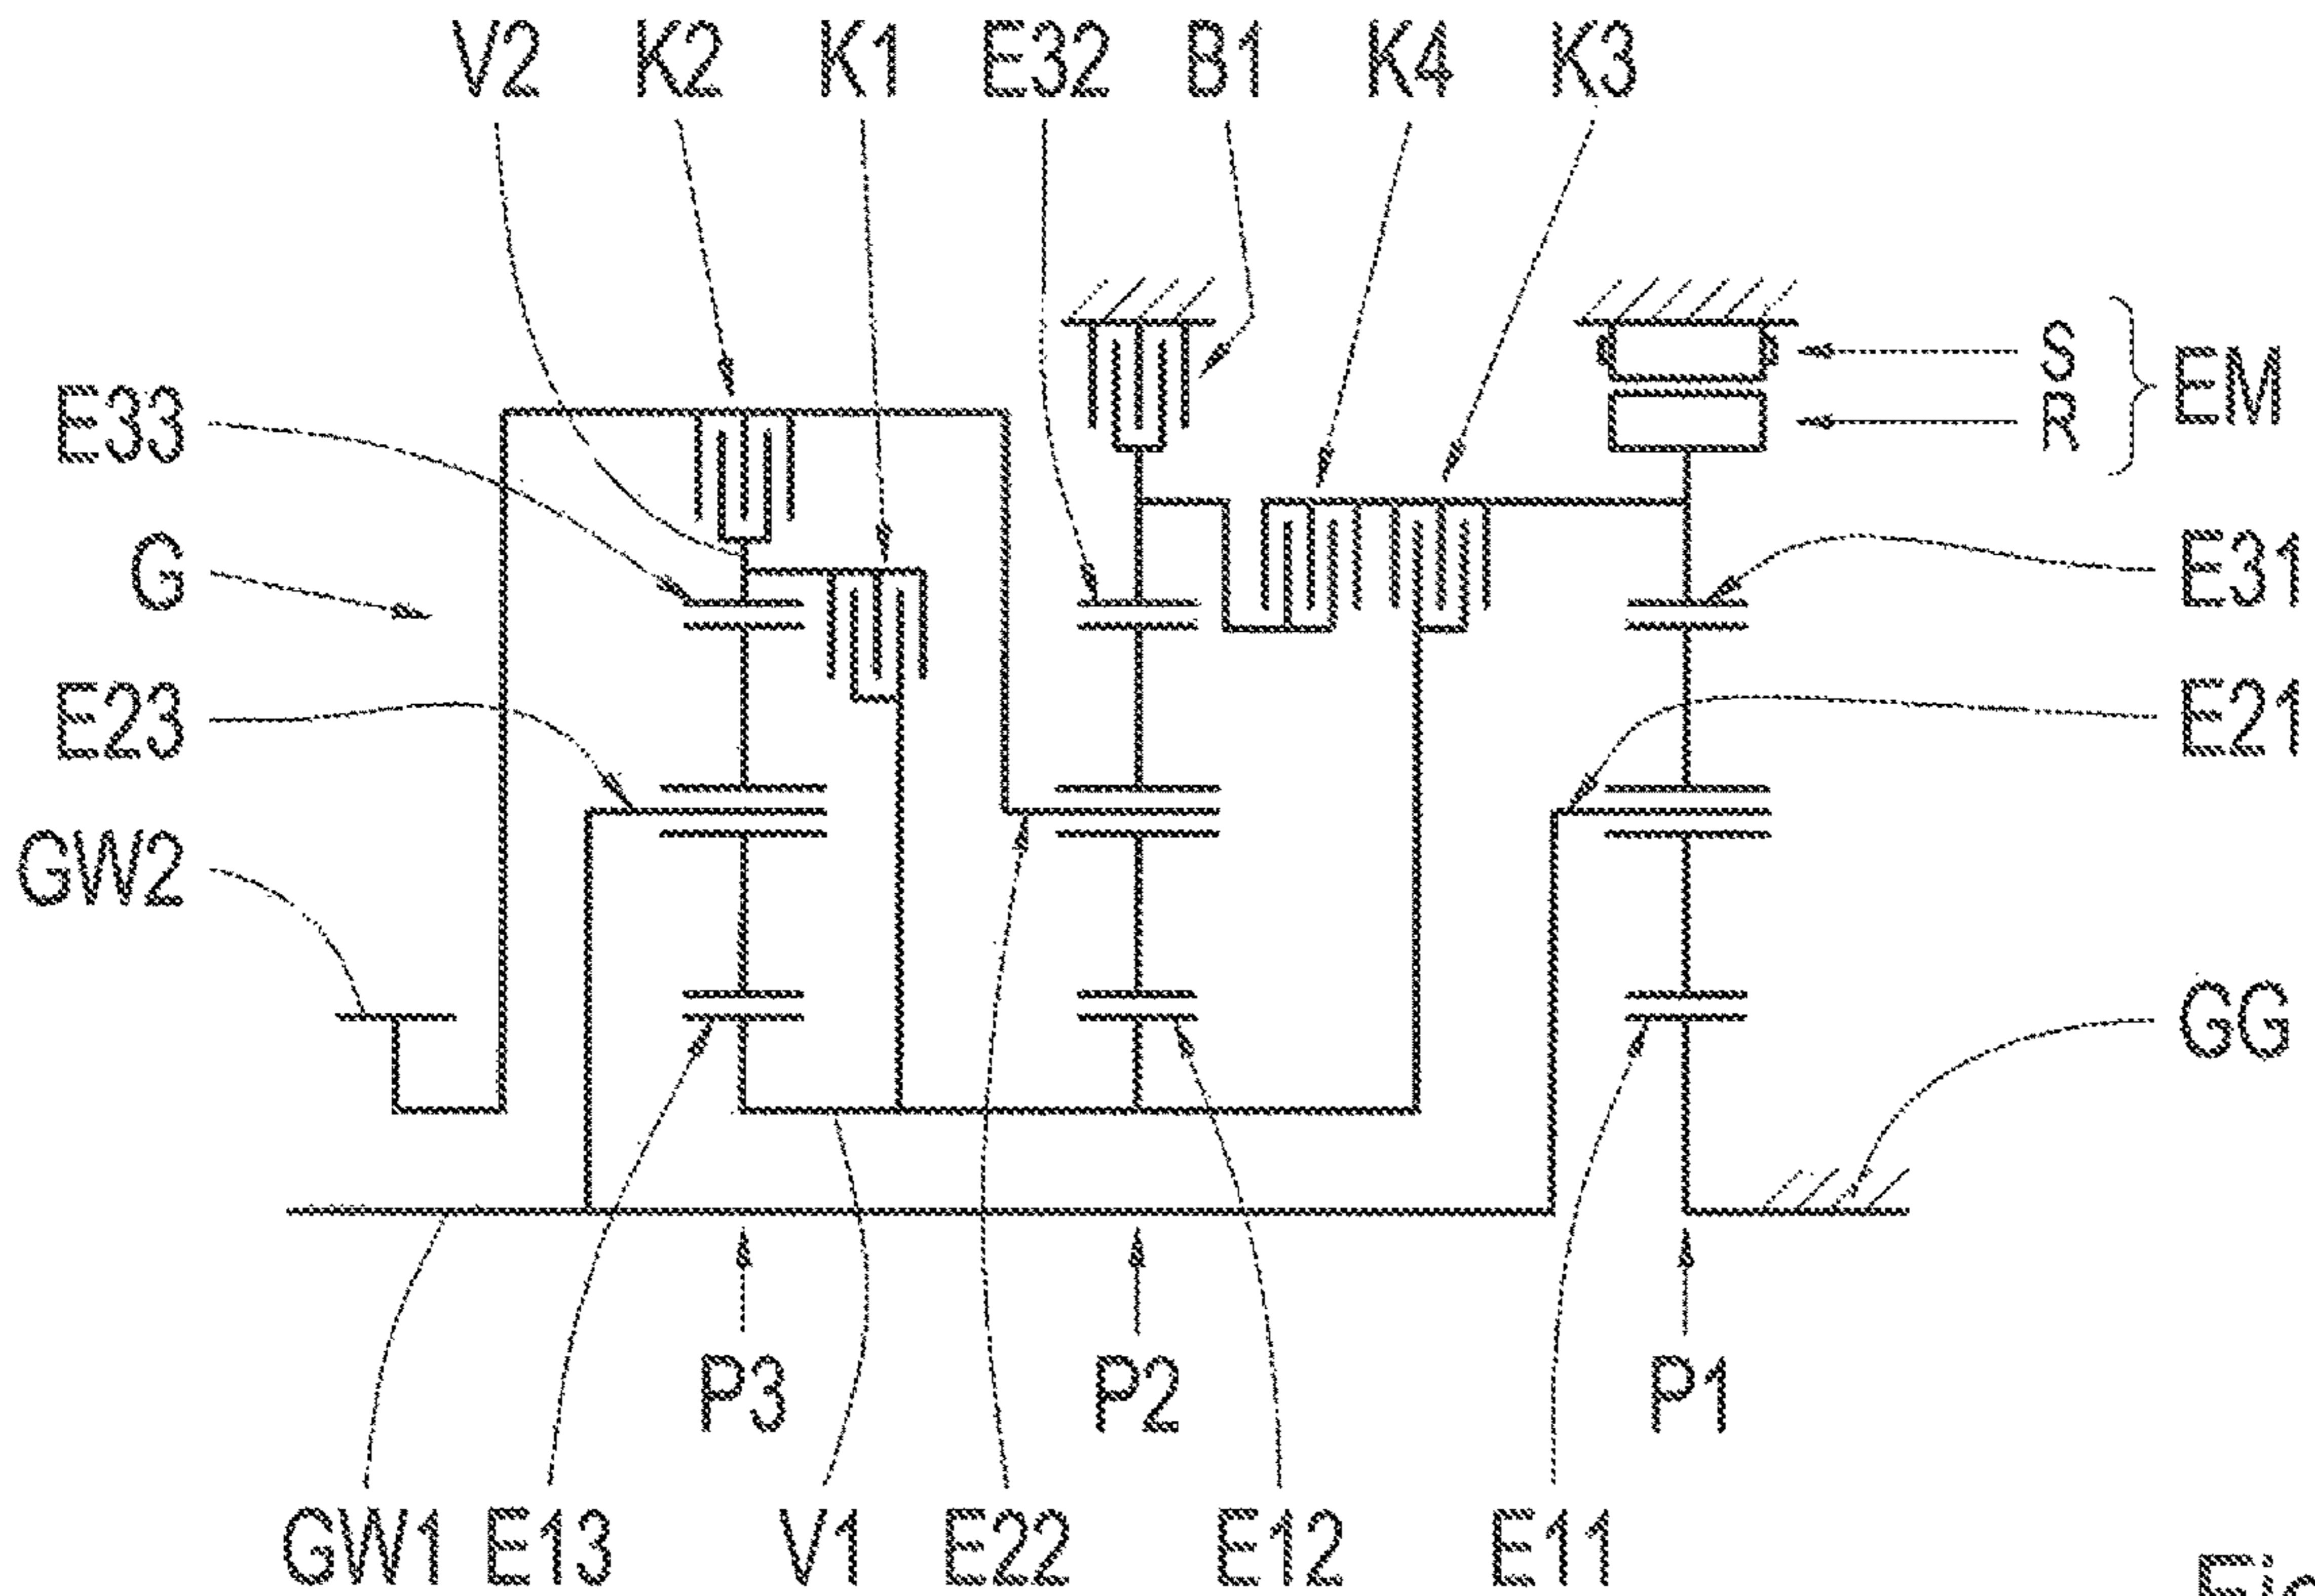 V2 K2 K1 E32 B1 K4 K3
S
R
EM
E33
G
E31
E23
E21
GW2
GG
P3 P2 P1
GW1 E13 V1 E22 E12 E11